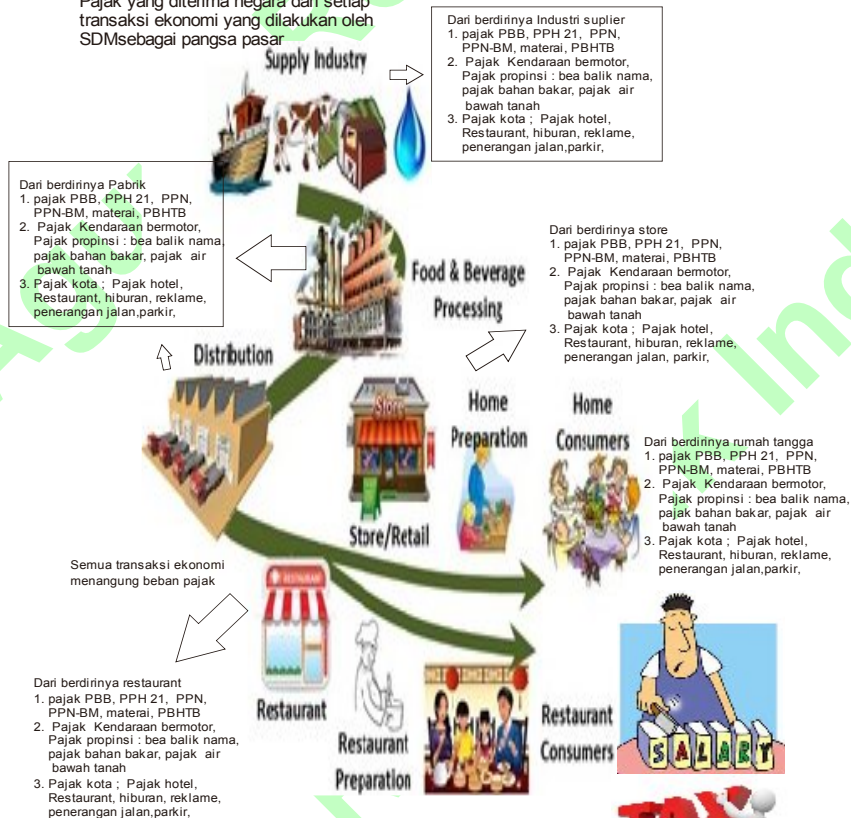 Pajak yang diterima negara dari setiap
transaksi ekonomi yang dilakukan oleh
SDMsebagai pangsa pasar
Supply Industry
Dari berdirinya Industri suplier
1. pajak PBB, PPH 21, PPN,
PPN-BM, materai, PBHTB
2. Pajak Kendaraan bermotor,
Pajak propinsi : bea balik nama,
pajak bahan bakar, pajak air
bawah tanah
3. Pajak kota ; Pajak hotel,
Restaurant, hiburan, reklame,
penerangan jalan,parkir,
Dari berdirinya Pabrik
1. pajak PBB, PPH 21, PPN,
PPN-BM, materai, PBHTB
2. Pajak Kendaraan bermotor,
Pajak propinsi : bea balik nama,
pajak bahan bakar, pajak air
bawah tanah
3. Pajak kota ; Pajak hotel,
Restaurant, hiburan, reklame,
penerangan jalan,parkir,
Food & Beverage
Processing
Dari berdirinya store
1. pajak PBB, PPH 21, PPN,
PPN-BM, materai, PBHTB
2. Pajak Kendaraan bermotor,
Pajak propinsi : bea balik nama,
pajak bahan bakar, pajak air
bawah tanah
3. Pajak kota ; Pajak hotel,
Restaurant, hiburan, reklame,
penerangan jalan, parkir,
Distribution
Store
Store/Retail
Home
Preparation
Home
Consumers
Dari berdirinya rumah tangga
1. pajak PBB, PPH 21, PPN,
PPN-BM, materai, PBHTB
2. Pajak Kendaraan bermotor,
Pajak propinsi : bea balik nama,
pajak bahan bakar, pajak air
bawah tanah
3. Pajak kota ; Pajak hotel,
Restaurant, hiburan, reklame,
penerangan jalan,parkir,
Semua transaksi ekonomi
menangung beban pajak
RESTAURANT
Restaurant
Restaurant
Preparation
Restaurant
Consumers
SALARY
TAX
Dari berdirinya restaurant
1. pajak PBB, PPH 21, PPN,
PPN-BM, materai, PBHTB
2. Pajak Kendaraan bermotor,
Pajak propinsi : bea balik nama,
pajak bahan bakar, pajak air
bawah tanah
3. Pajak kota ; Pajak hotel,
Restaurant, hiburan, reklame,
penerangan jalan,parkir,